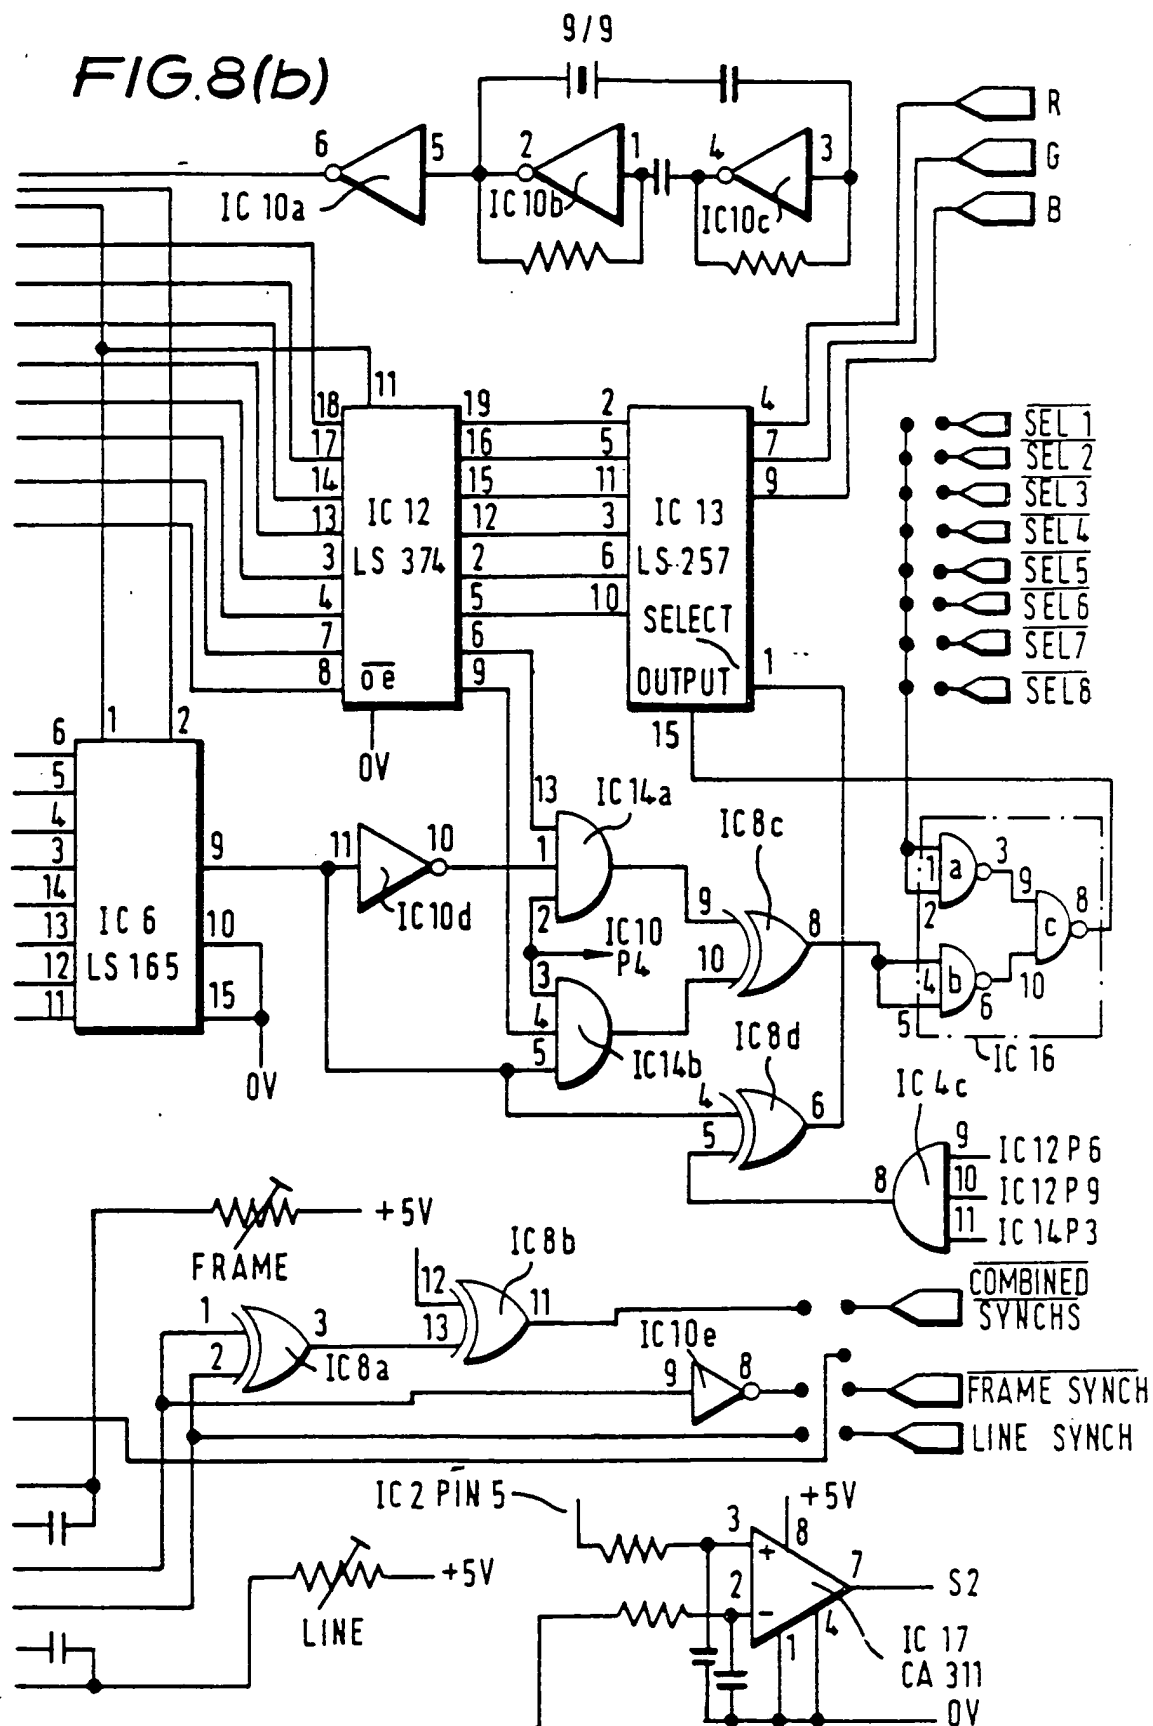 FIG.8(b)
9/9
R
G
B
6
5
2
1
4
3
IC 10a
IC10b
IC10c
11
18
17
14
13
3
4
7
8
IC 12
LS 374
oe
0V
19
16
15
12
2
5
6
9
2
5
11
3
6
10
IC 13
LS 257
SELECT
OUTPUT
4
7
9
1
15
SEL 1
SEL 2
SEL 3
SEL 4
SEL5
SEL6
SEL7
SEL8
1
2
6
5
4
3
14
13
12
11
IC 6
LS 165
9
10
15
0V
11
10
IC10d
13
1
2
IC 14a
IC10
P4
3
4
5
IC14b
IC8c
9
10
8
IC8d
4
5
6
1
2
a
3
4
5
b
6
9
10
c
8
IC 16
IC 4c
8
9
10
11
IC12 P6
IC12 P9
IC14P3
+5V
FRAME
1
2
3
IC8a
12
13
11
IC8b
IC10e
9
8
COMBINED
SYNCHS
FRAME SYNCH
LINE SYNCH
IC 2 PIN 5
+5V
LINE
+5V
3
8
+
2
-
7
1
4
S2
IC 17
CA 311
0V